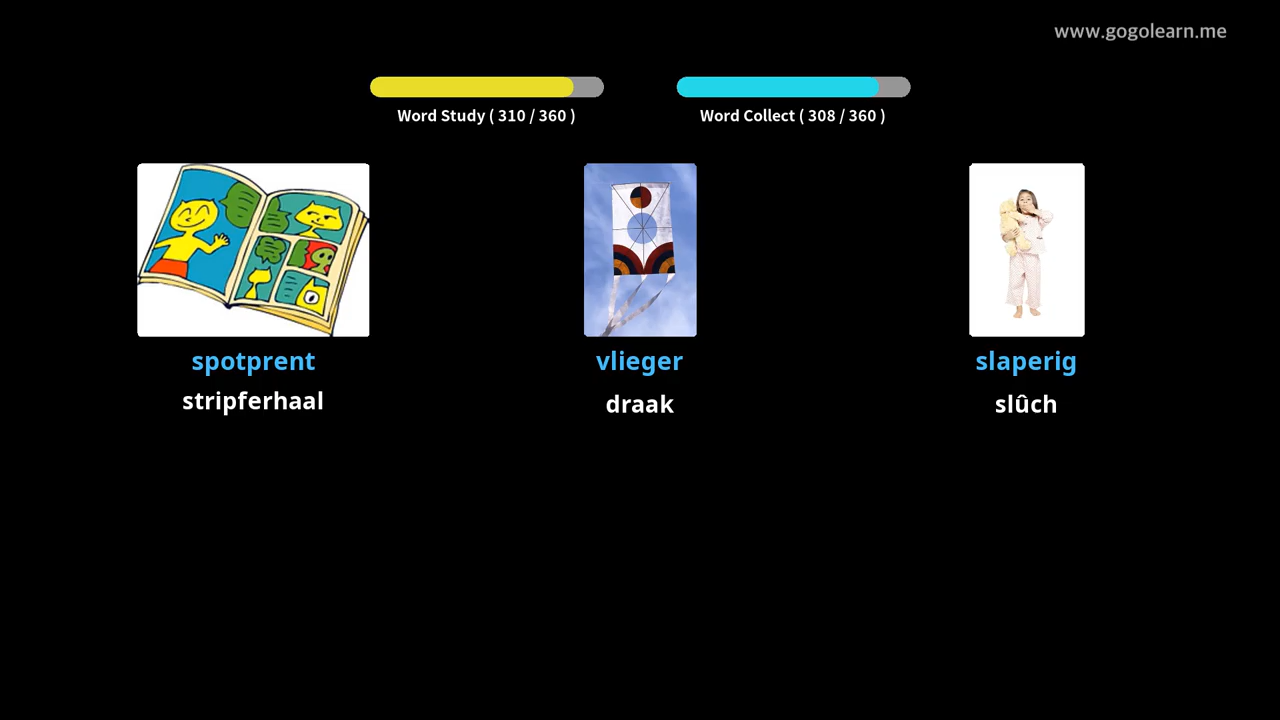 www.gogolearn.me
Word Study ( 310 / 360 )
Word Collect ( 308 / 360 )
spotprent
stripferhaal
vlieger
draak
slaperig
slûch